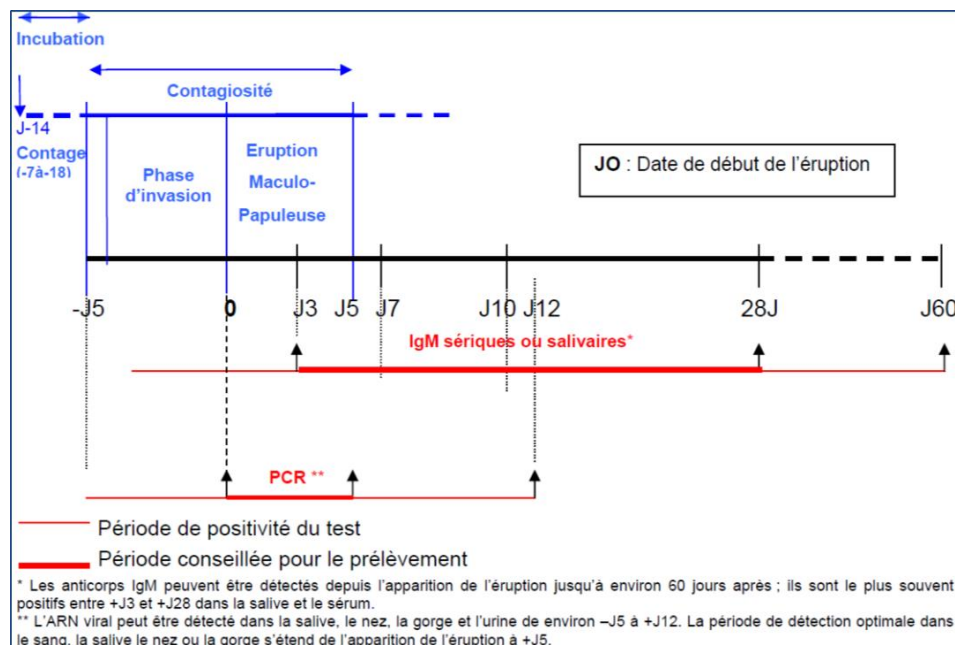 Incubation
Contagiosité
J-14
Contage
(-7à-18)
Phase
d'invasion
Eruption
Maculo-
Papuleuse
JO : Date de début de l'éruption
-J5
0
J3
J5
J7
J10
J12
28J
J60
IgM sériques ou salivaires*
PCR **
Période de positivité du test
Période conseillée pour le prélèvement
* Les anticorps IgM peuvent être détectés depuis l'apparition de l'éruption jusqu'à environ 60 jours après ; ils sont le plus souvent
positifs entre +J3 et +J28 dans la salive et le sérum.
** L'ARN viral peut être détecté dans la salive, le nez, la gorge et l'urine de environ –J5 à +J12. La période de détection optimale dans
le sang, la salive le nez ou la gorge s'étend de l'apparition de l'éruption à +J5.